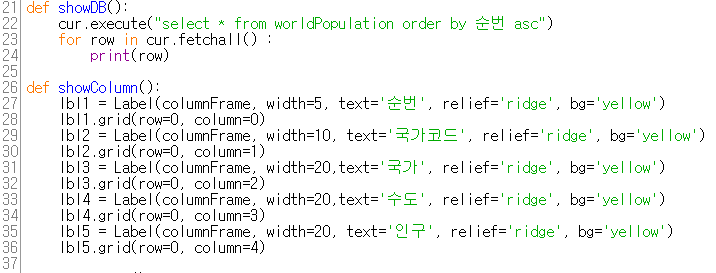 21 def showDB():
22     cur.execute("select * from worldPopulation order by 순번 asc")
23     for row in cur.fetchall() :
24         print(row)
25
26 def showColumn():
27     lbl1 = Label(columnFrame, width=5, text='순번', relief='ridge', bg='yellow')
28     lbl1.grid(row=0, column=0)
29     lbl2 = Label(columnFrame, width=10, text='국가코드', relief='ridge', bg='yellow')
30     lbl2.grid(row=0, column=1)
31     lbl3 = Label(columnFrame, width=20,text='국가', relief='ridge', bg='yellow')
32     lbl3.grid(row=0, column=2)
33     lbl4 = Label(columnFrame, width=20,text='수도', relief='ridge', bg='yellow')
34     lbl4.grid(row=0, column=3)
35     lbl5 = Label(columnFrame, width=20, text='인구', relief='ridge', bg='yellow')
36     lbl5.grid(row=0, column=4)
37